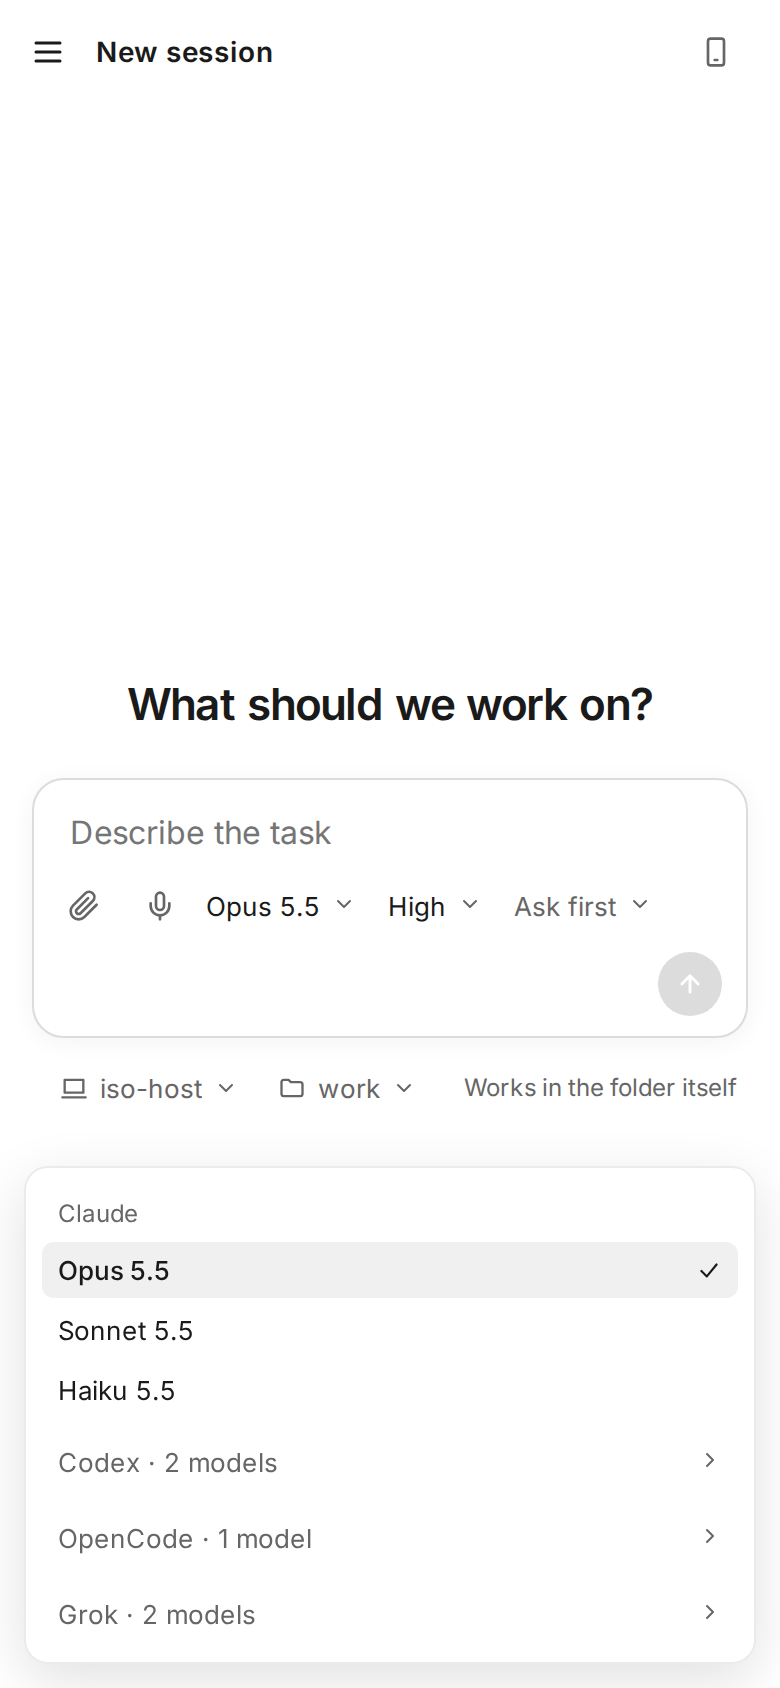 New session
What should we work on?
Describe the task
Opus 5.5 High Ask first
iso-host work Works in the folder itself
Claude
Opus 5.5
Sonnet 5.5
Haiku 5.5
Codex · 2 models
OpenCode · 1 model
Grok · 2 models